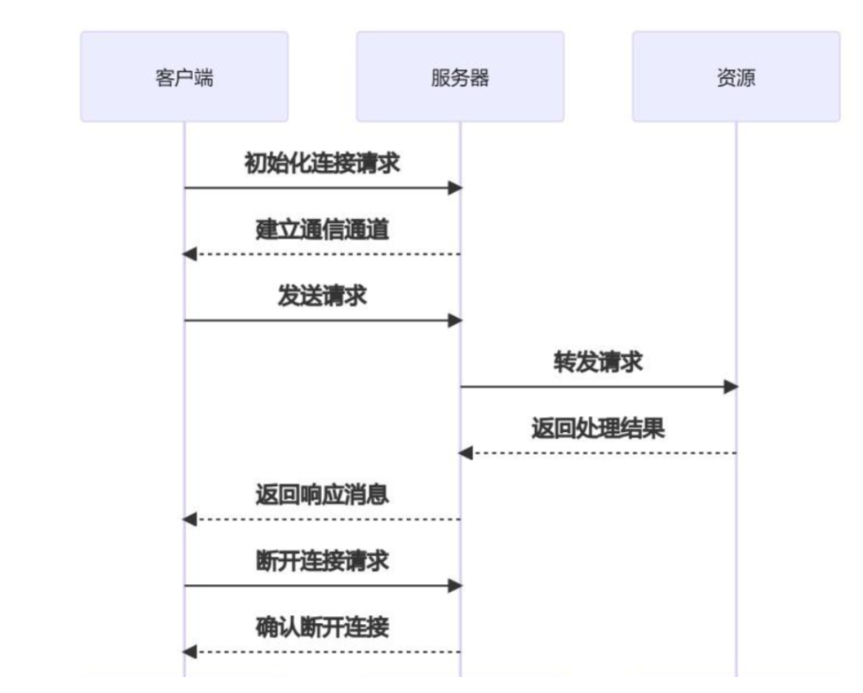 客户端
服务器
资源
初始化连接请求
建立通信通道
发送请求
转发请求
返回处理结果
返回响应消息
断开连接请求
确认断开连接